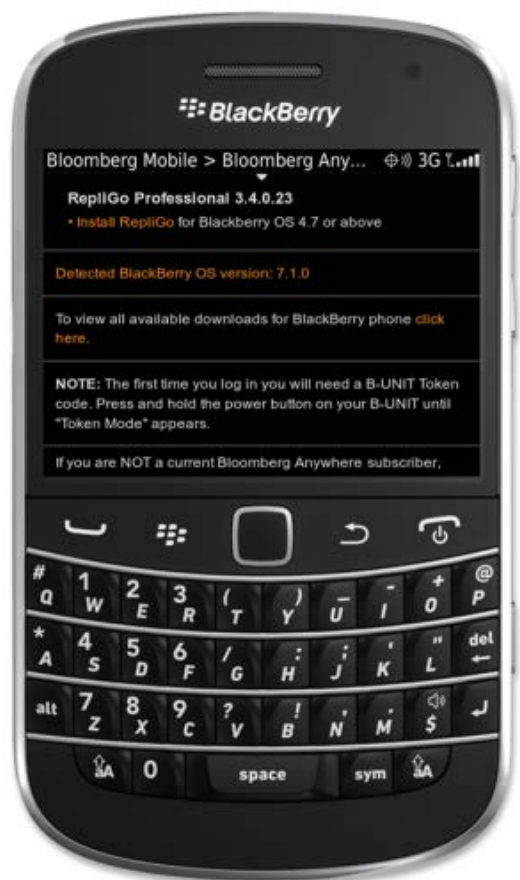 BlackBerry
Bloomberg Mobile > Bloomberg Any... 3G
RepliGo Professional 3.4.0.23
• Install RepliGo for Blackberry OS 4.7 or above
Detected BlackBerry OS version: 7.1.0
To view all available downloads for BlackBerry phone click
here.
NOTE: The first time you log in you will need a B-UNIT Token
code. Press and hold the power button on your B-UNIT until
"Token Mode" appears.
If you are NOT a current Bloomberg Anywhere subscriber,
# 1 2 3 ( ) _ - + @
Q W E R T Y U I O P
* 4 5 6 / : ; ' " del
A S D F G H J K L
alt 7 8 9 ? ! , .
Z X C V B N M $
aA 0 space sym aA